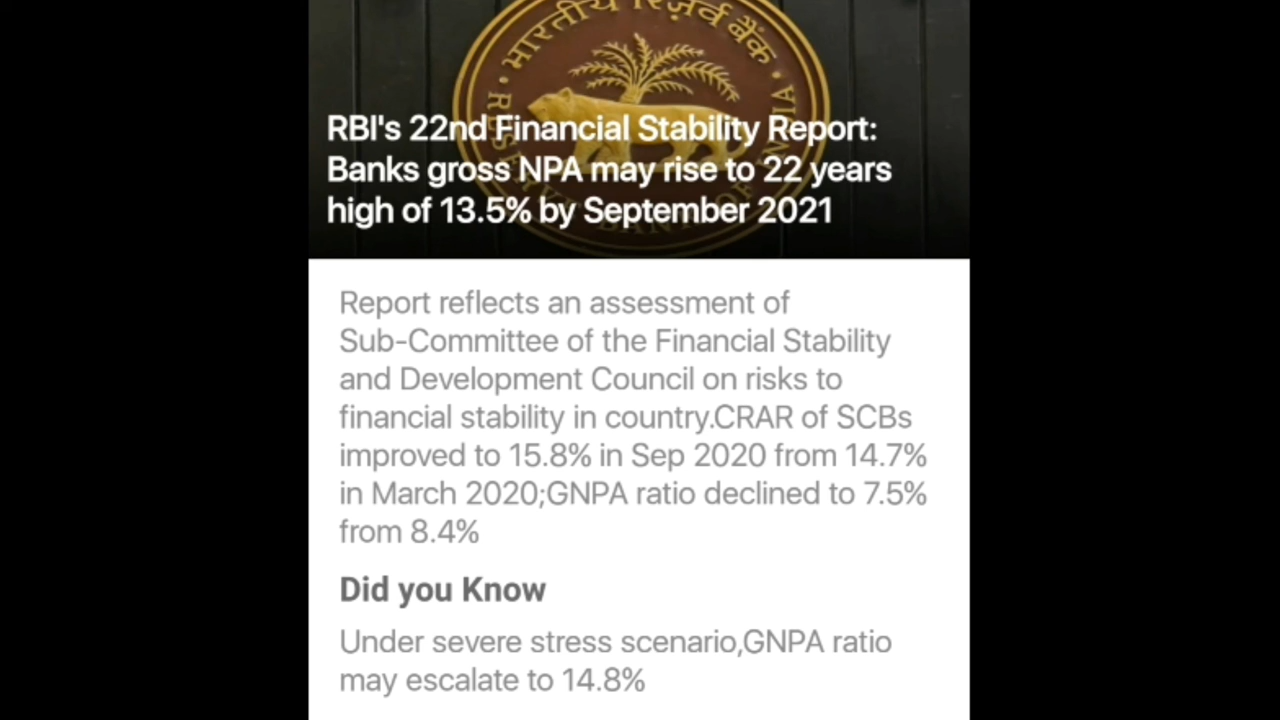 भारतीय रिज़र्व बैंक
RBI's 22nd Financial Stability Report:
Banks gross NPA may rise to 22 years
high of 13.5% by September 2021
Report reflects an assessment of
Sub-Committee of the Financial Stability
and Development Council on risks to
financial stability in country.CRAR of SCBs
improved to 15.8% in Sep 2020 from 14.7%
in March 2020;GNPA ratio declined to 7.5%
from 8.4%
Did you Know
Under severe stress scenario,GNPA ratio
may escalate to 14.8%